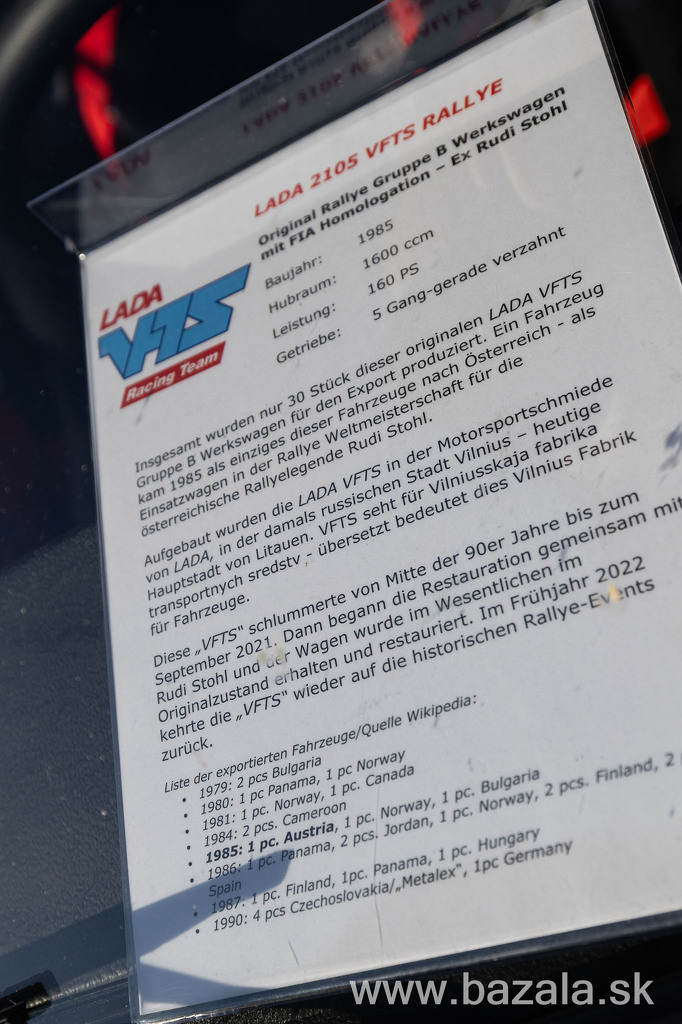 LADA 2105 VFTS RALLYE
Original Rallye Gruppe B Werkswagen
mit FIA Homologation – Ex Rudi Stohl
Baujahr: 1985
Hubraum: 1600 ccm
Leistung: 160 PS
Getriebe: 5 Gang-gerade verzahnt
LADA
VFTS
Racing Team
Insgesamt wurden nur 30 Stück dieser originalen LADA VFTS
Gruppe B Werkswagen für den Export produziert. Ein Fahrzeug
kam 1985 als einziges dieser Fahrzeuge nach Österreich - als
Einsatzwagen in der Rallye Weltmeisterschaft für die
österreichische Rallyelegende Rudi Stohl.
Aufgebaut wurden die LADA VFTS in der Motorsportschmiede
von LADA, in der damals russischen Stadt Vilnius – heutige
Hauptstadt von Litauen. VFTS seht für Vilniusskaja fabrika
transportnych sredstv - übersetzt bedeutet dies Vilnius Fabrik
für Fahrzeuge.
Diese „VFTS" schlummerte von Mitte der 90er Jahre bis zum
September 2021. Dann begann die Restauration gemeinsam mit
Rudi Stohl und der Wagen wurde im Wesentlichen im
Originalzustand erhalten und restauriert. Im Frühjahr 2022
kehrte die „VFTS" wieder auf die historischen Rallye-Events
zurück.
Liste der exportierten Fahrzeuge/Quelle Wikipedia:
• 1979: 2 pcs Bulgaria
• 1980: 1 pc Panama, 1 pc Norway
• 1981: 1 pc. Norway, 1 pc. Canada
• 1984: 2 pcs. Cameroon
• 1985: 1 pc. Austria, 1 pc. Norway, 1 pc. Bulgaria
• 1986: 1 pc. Panama, 2 pcs. Jordan, 1 pc. Norway, 2 pcs. Finland, 2
Spain
• 1987. 1 pc. Finland, 1pc. Panama, 1 pc. Hungary
• 1990: 4 pcs Czechoslovakia/„Metalex", 1pc Germany
www.bazala.sk